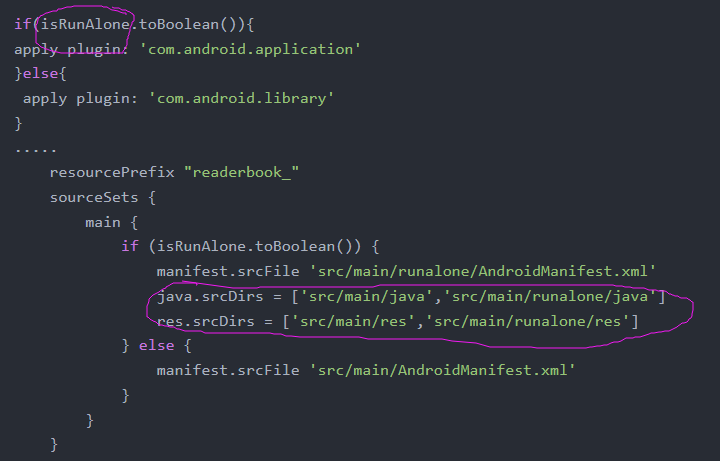 if(isRunAlone.toBoolean()){
apply plugin: 'com.android.application'
}else{
 apply plugin: 'com.android.library'
}
.....
    resourcePrefix "readerbook_"
    sourceSets {
        main {
            if (isRunAlone.toBoolean()) {
                manifest.srcFile 'src/main/runalone/AndroidManifest.xml'
                java.srcDirs = ['src/main/java','src/main/runalone/java']
                res.srcDirs = ['src/main/res','src/main/runalone/res']
            } else {
                manifest.srcFile 'src/main/AndroidManifest.xml'
            }
        }
    }